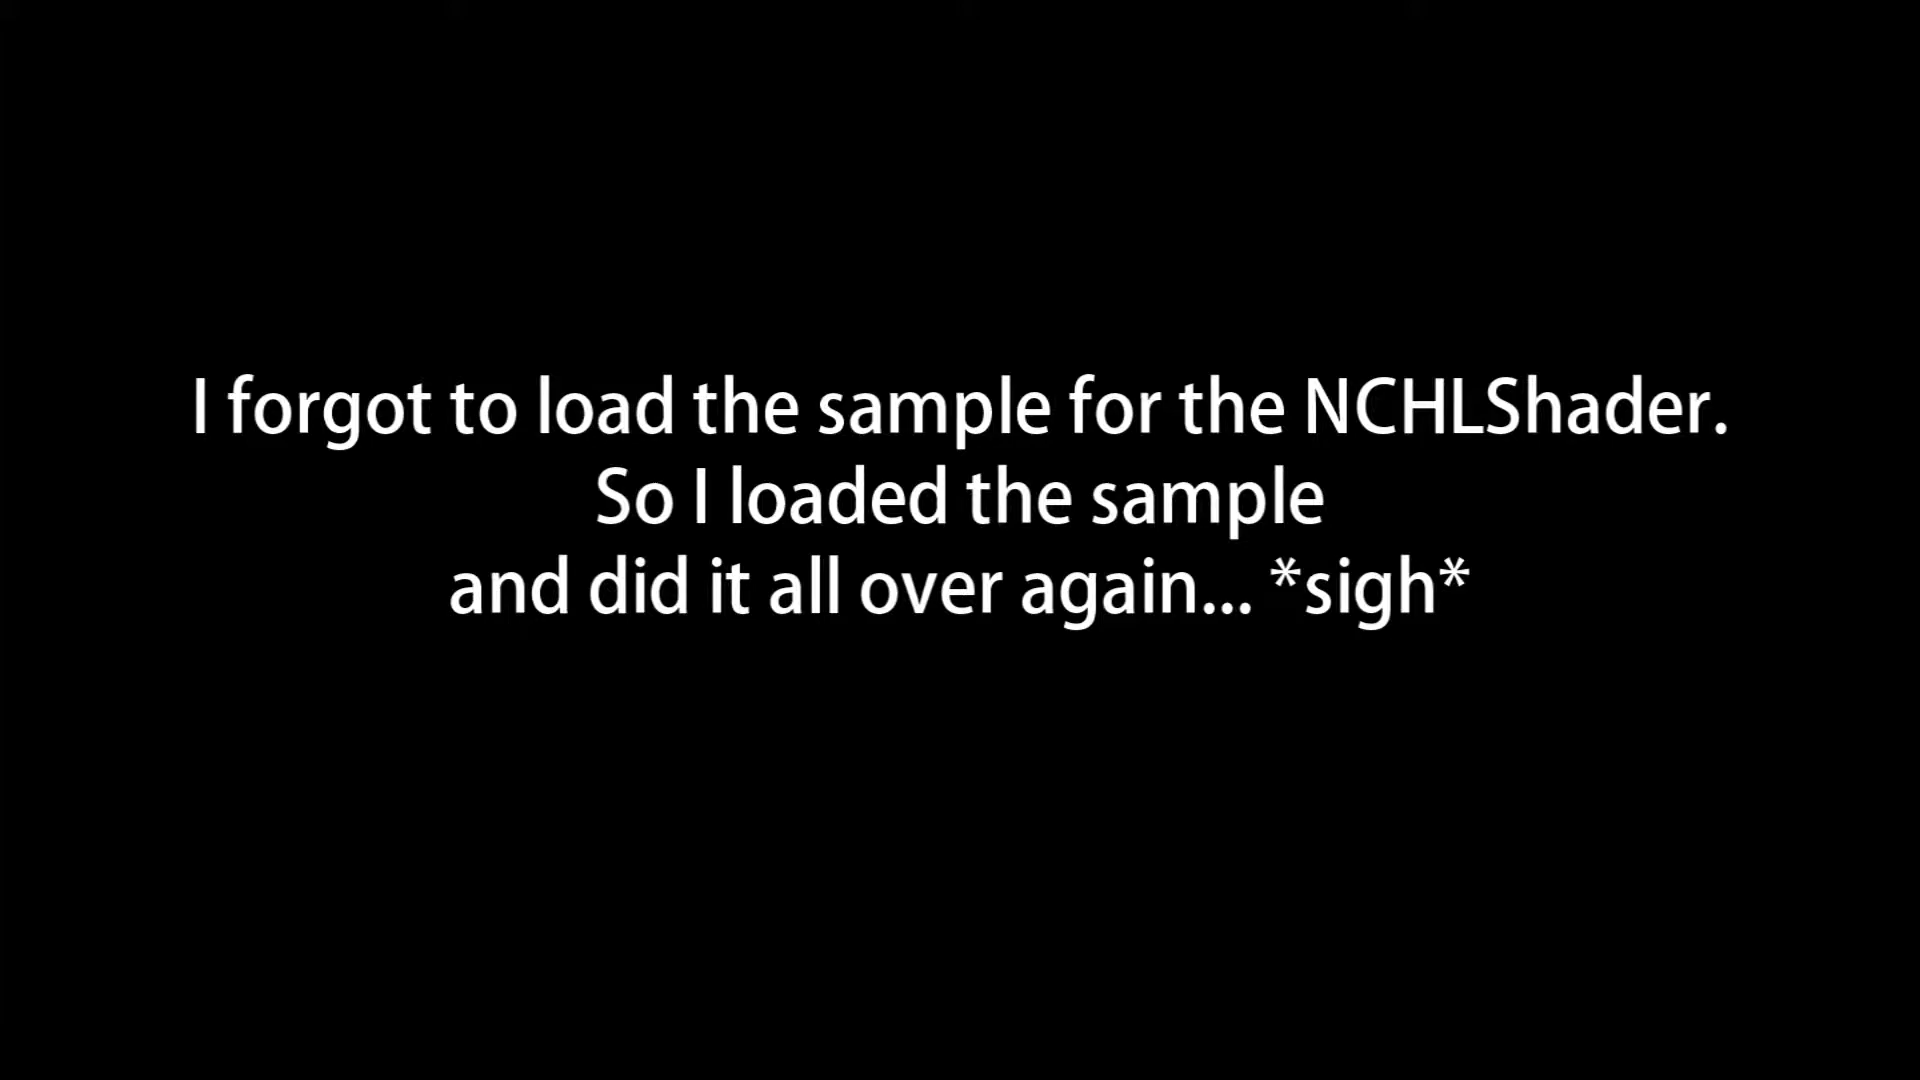 I forgot to load the sample for the NCHLShader.
So I loaded the sample
and did it all over again... *sigh*